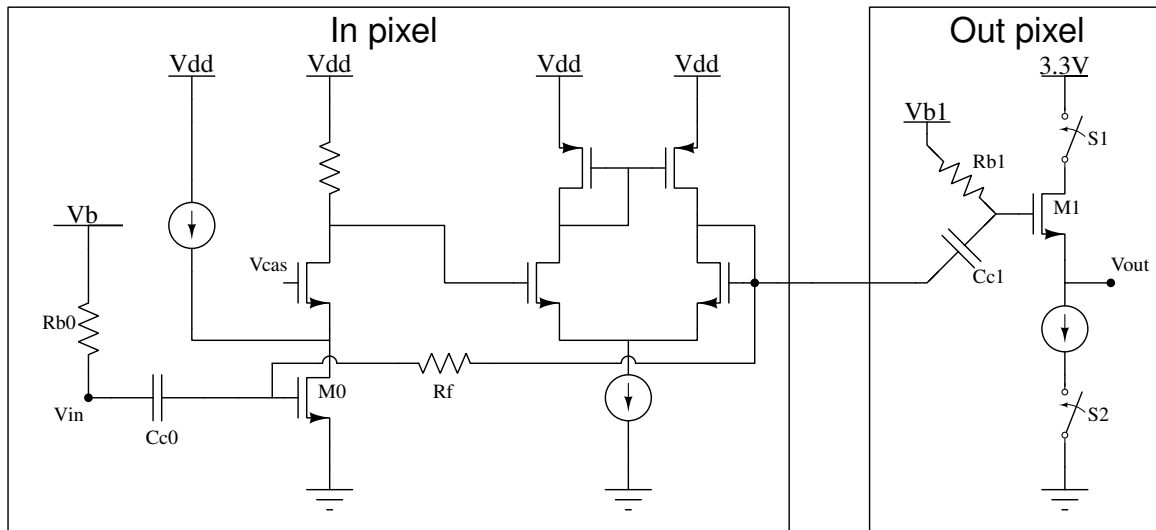 In pixel
Out pixel
Vdd
Vdd
Vdd
Vdd
3.3V
Vb1
S1
Rb1
Vb
M1
Vcas
Vout
Cc1
Rb0
Rf
M0
Vin
Cc0
S2